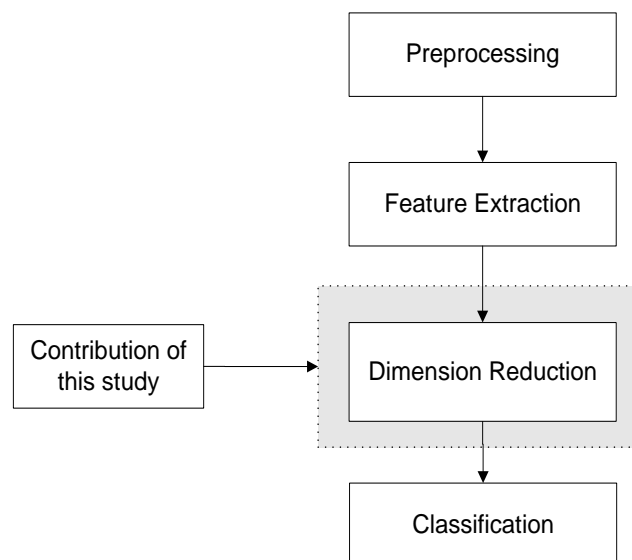 Preprocessing
Feature Extraction
Contribution of
this study
Dimension Reduction
Classification